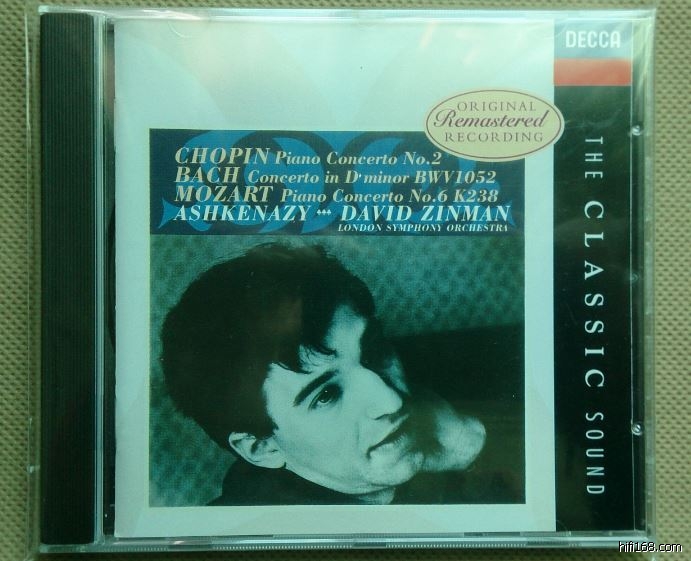 DECCA
ORIGINAL
Remastered
RECORDING
CHOPIN Piano Concerto No.2
BACH Concerto in D minor BWV1052
MOZART Piano Concerto No.6 K238
ASHKENAZY DAVID ZINMAN
LONDON SYMPHONY ORCHESTRA
THE CLASSIC SOUND
hifi168.com